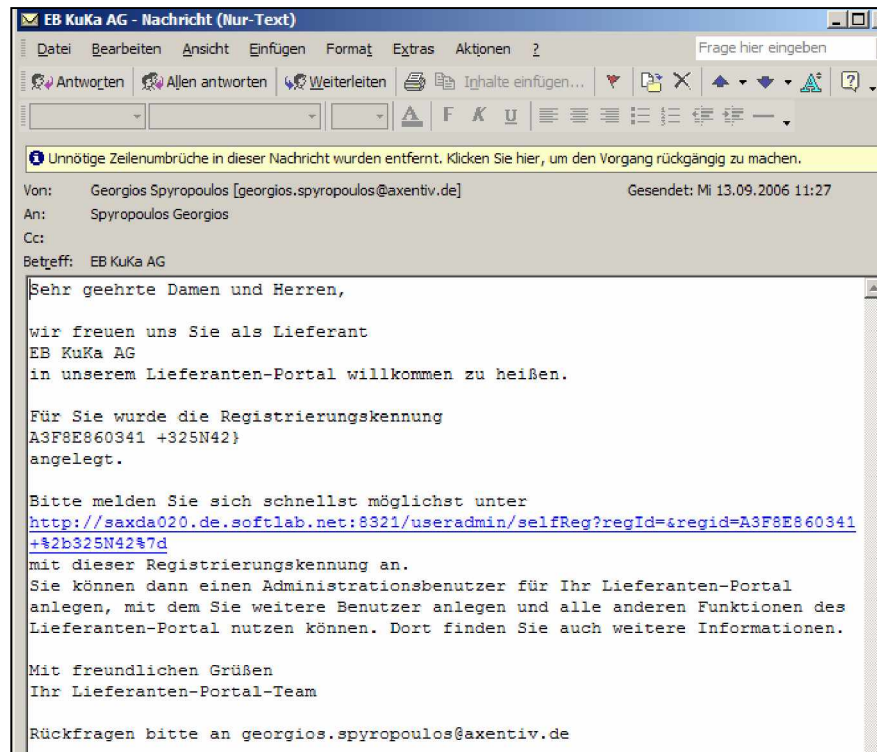 EB KuKa AG - Nachricht (Nur-Text)
Datei Bearbeiten Ansicht Einfügen Format Extras Aktionen ? Frage hier eingeben
Antworten Allen antworten Weiterleiten Inhalte einfügen...
F K U
Unnötige Zeilenumbrüche in dieser Nachricht wurden entfernt. Klicken Sie hier, um den Vorgang rückgängig zu machen.
Von: Georgios Spyropoulos [georgios.spyropoulos@axentiv.de] Gesendet: Mi 13.09.2006 11:27
An: Spyropoulos Georgios
Cc:
Betreff: EB KuKa AG
Sehr geehrte Damen und Herren,
wir freuen uns Sie als Lieferant
EB KuKa AG
in unserem Lieferanten-Portal willkommen zu heißen.
Für Sie wurde die Registrierungskennung
A3F8E860341 +325N42}
angelegt.
Bitte melden Sie sich schnellst möglichst unter
http://saxda020.de.softlab.net:8321/useradmin/selfReg?regId=&regid=A3F8E860341
+%2b325N42%7d
mit dieser Registrierungskennung an.
Sie können dann einen Administrationsbenutzer für Ihr Lieferanten-Portal
anlegen, mit dem Sie weitere Benutzer anlegen und alle anderen Funktionen des
Lieferanten-Portal nutzen können. Dort finden Sie auch weitere Informationen.
Mit freundlichen Grüßen
Ihr Lieferanten-Portal-Team
Rückfragen bitte an georgios.spyropoulos@axentiv.de